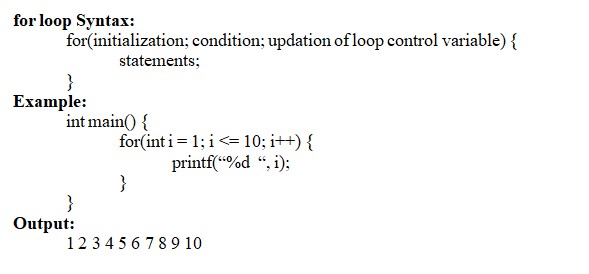 for loop Syntax:
for(initialization; condition; updation of loop control variable) {
statements;
}
Example:
int main() {
for(int i = 1; i <= 10; i++) {
printf(“%d “, i);
}
}
Output:
1 2 3 4 5 6 7 8 9 10